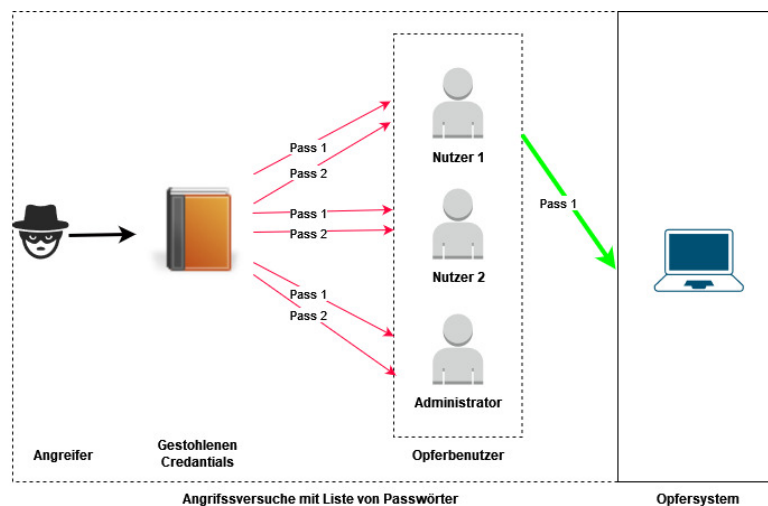 Pass 1
Pass 2
Nutzer 1
Pass 1
Pass 1
Pass 2
Nutzer 2
Pass 1
Pass 2
Administrator
Angreifer
Gestohlenen
Credantials
Opferbenutzer
Angrifssversuche mit Liste von Passwörter
Opfersystem